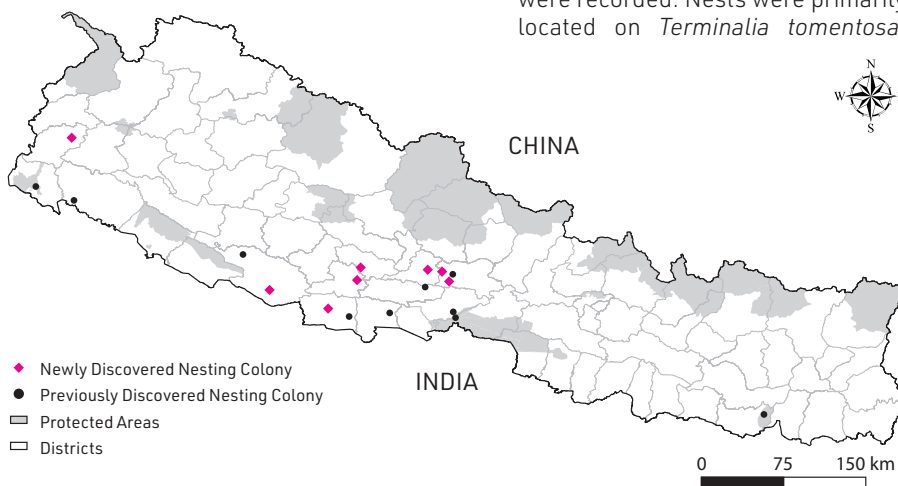 were recorded. Nests were primarily
located on Terminalia tomentosa
N
W E
S
CHINA
INDIA
Newly Discovered Nesting Colony
Previously Discovered Nesting Colony
Protected Areas
Districts
0 75 150 km